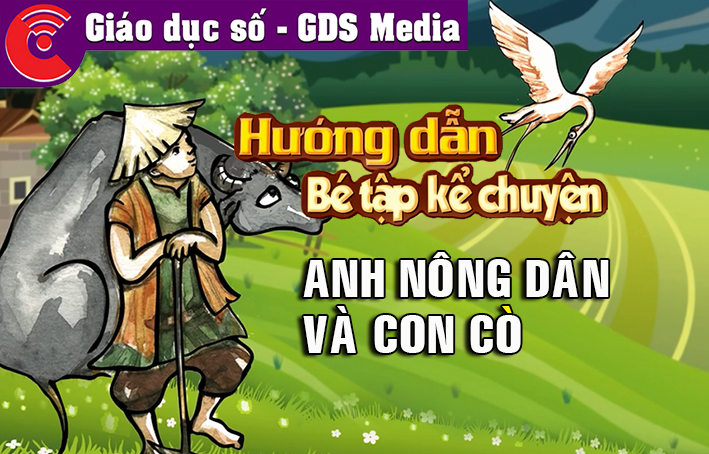 Giáo dục số - GDS Media
Hướng dẫn
Bé tập kể chuyện
ANH NÔNG DÂN
VÀ CON CÒ